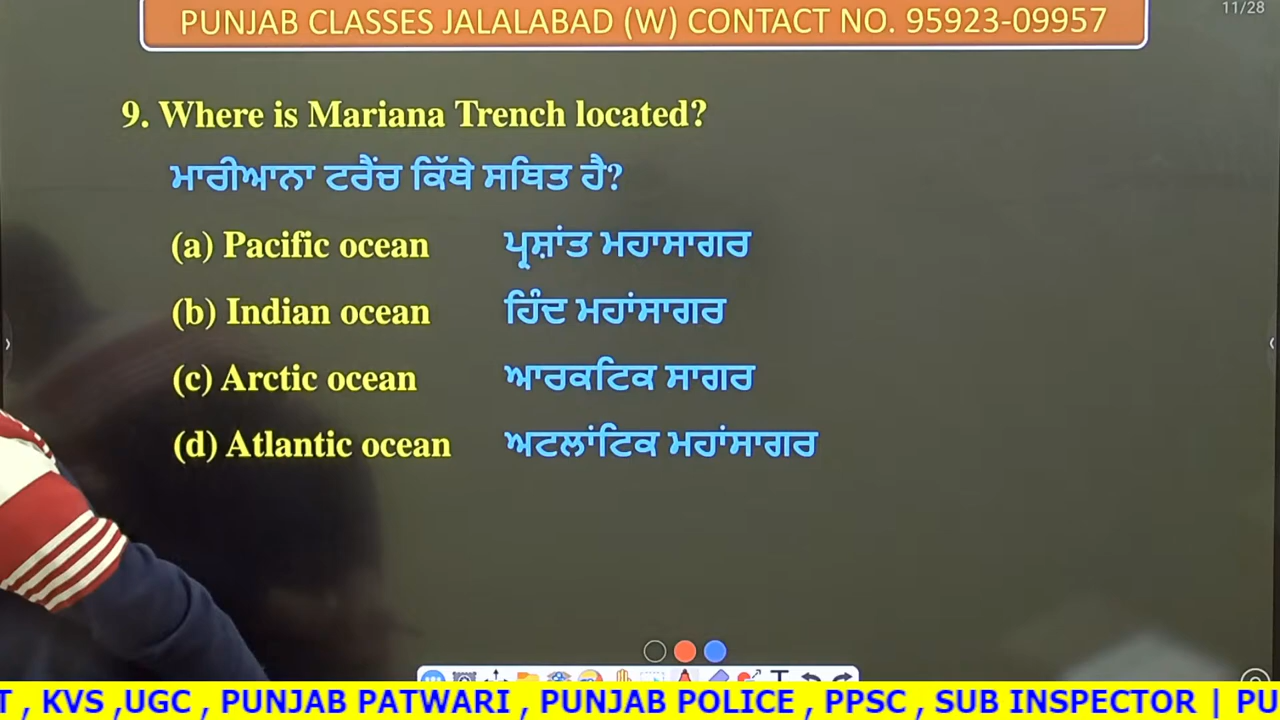 PUNJAB CLASSES JALALABAD (W) CONTACT NO. 95923-09957
11/28
9. Where is Mariana Trench located?
ਮਾਰੀਆਨਾ ਟਰੈਂਚ ਕਿੱਥੇ ਸਥਿਤ ਹੈ?
(a) Pacific ocean ਪ੍ਰਸ਼ਾਂਤ ਮਹਾਸਾਗਰ
(b) Indian ocean ਹਿੰਦ ਮਹਾਂਸਾਗਰ
(c) Arctic ocean ਆਰਕਟਿਕ ਸਾਗਰ
(d) Atlantic ocean ਅਟਲਾਂਟਿਕ ਮਹਾਂਸਾਗਰ
T , KVS ,UGC , PUNJAB PATWARI , PUNJAB POLICE , PPSC , SUB INSPECTOR | PU